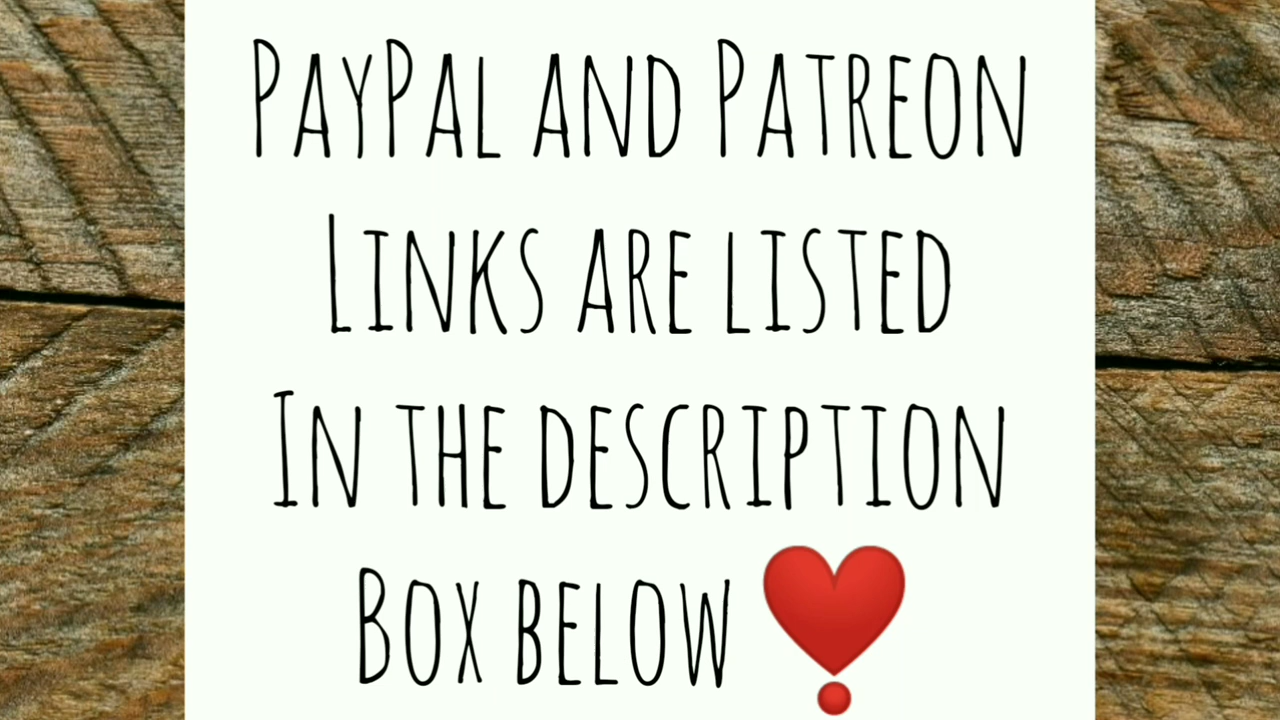 PayPal and Patreon
Links are listed
In the description
Box below ❣